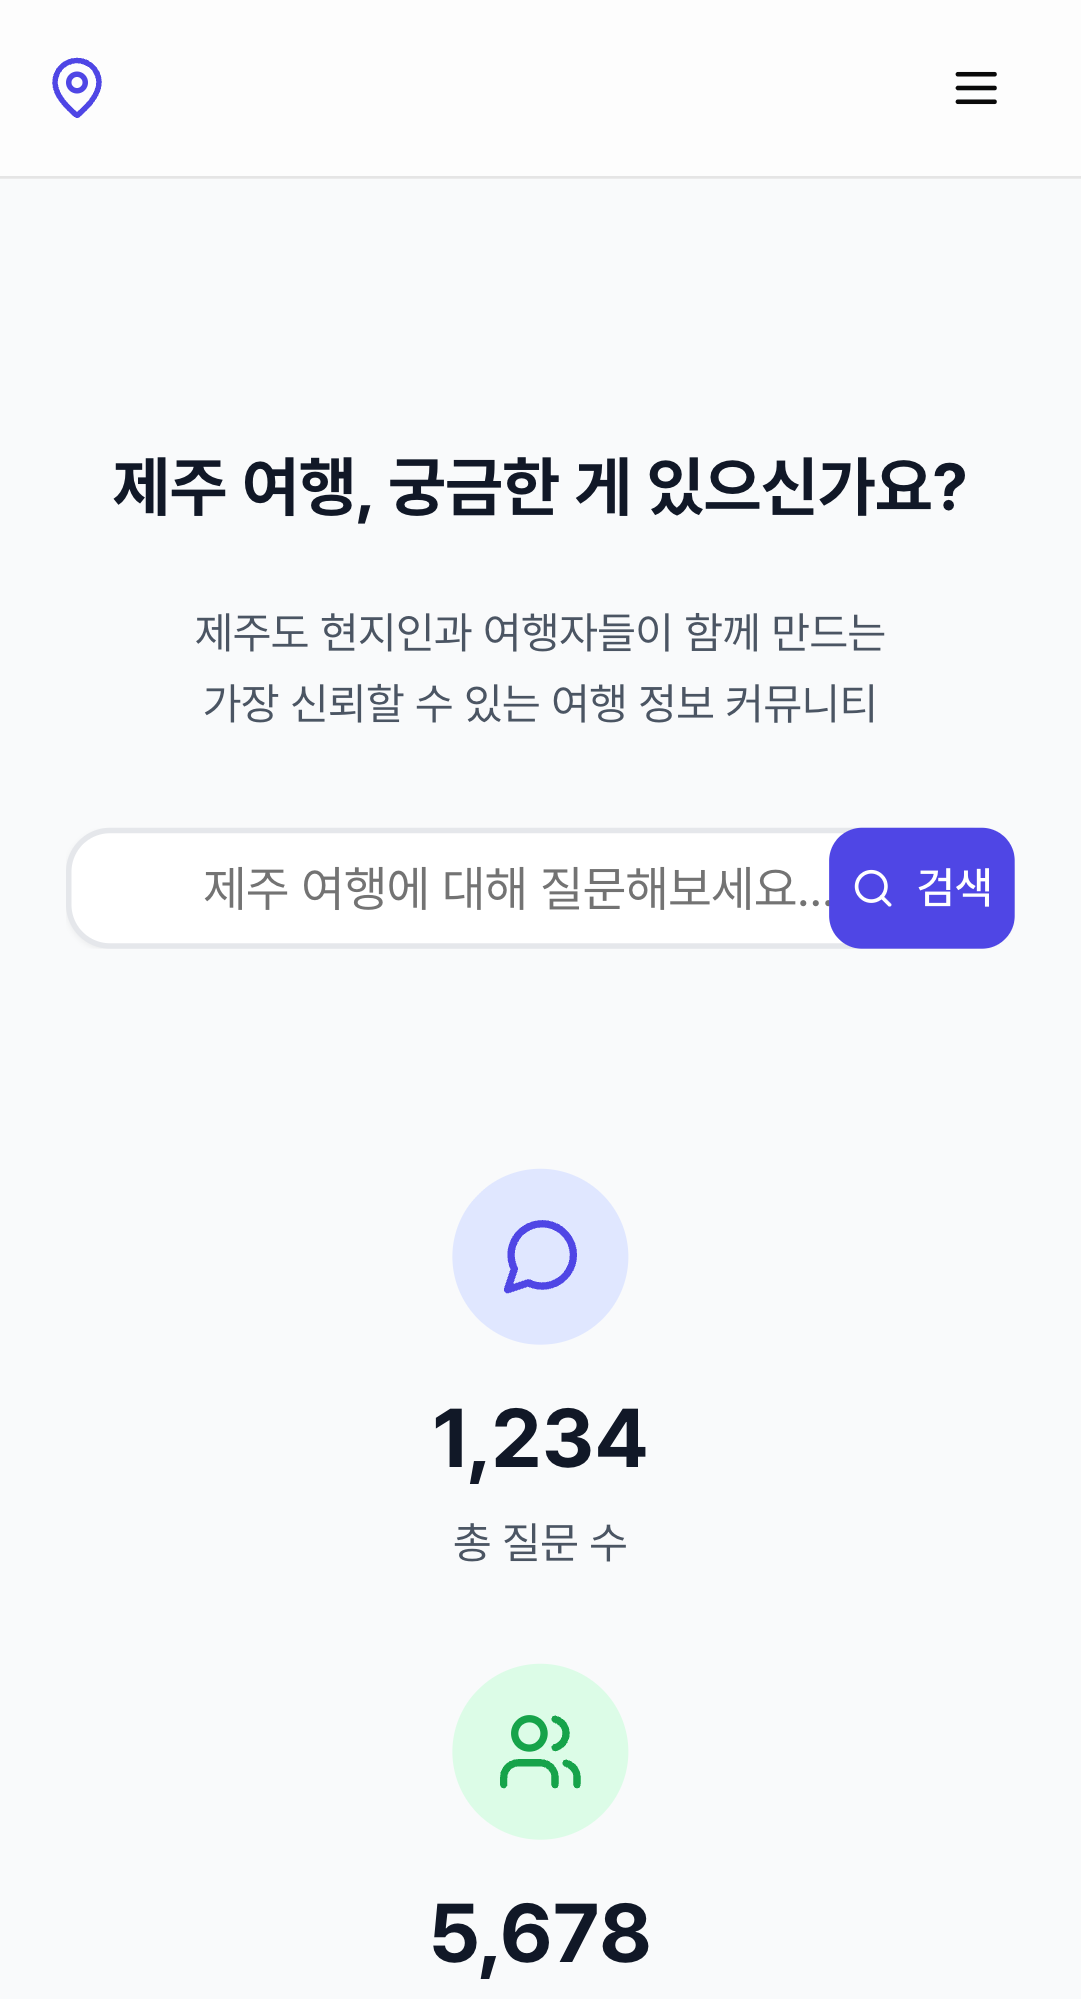 제주 여행, 궁금한 게 있으신가요?
제주도 현지인과 여행자들이 함께 만드는
가장 신뢰할 수 있는 여행 정보 커뮤니티
제주 여행에 대해 질문해보세요...
검색
1,234
총 질문 수
5,678